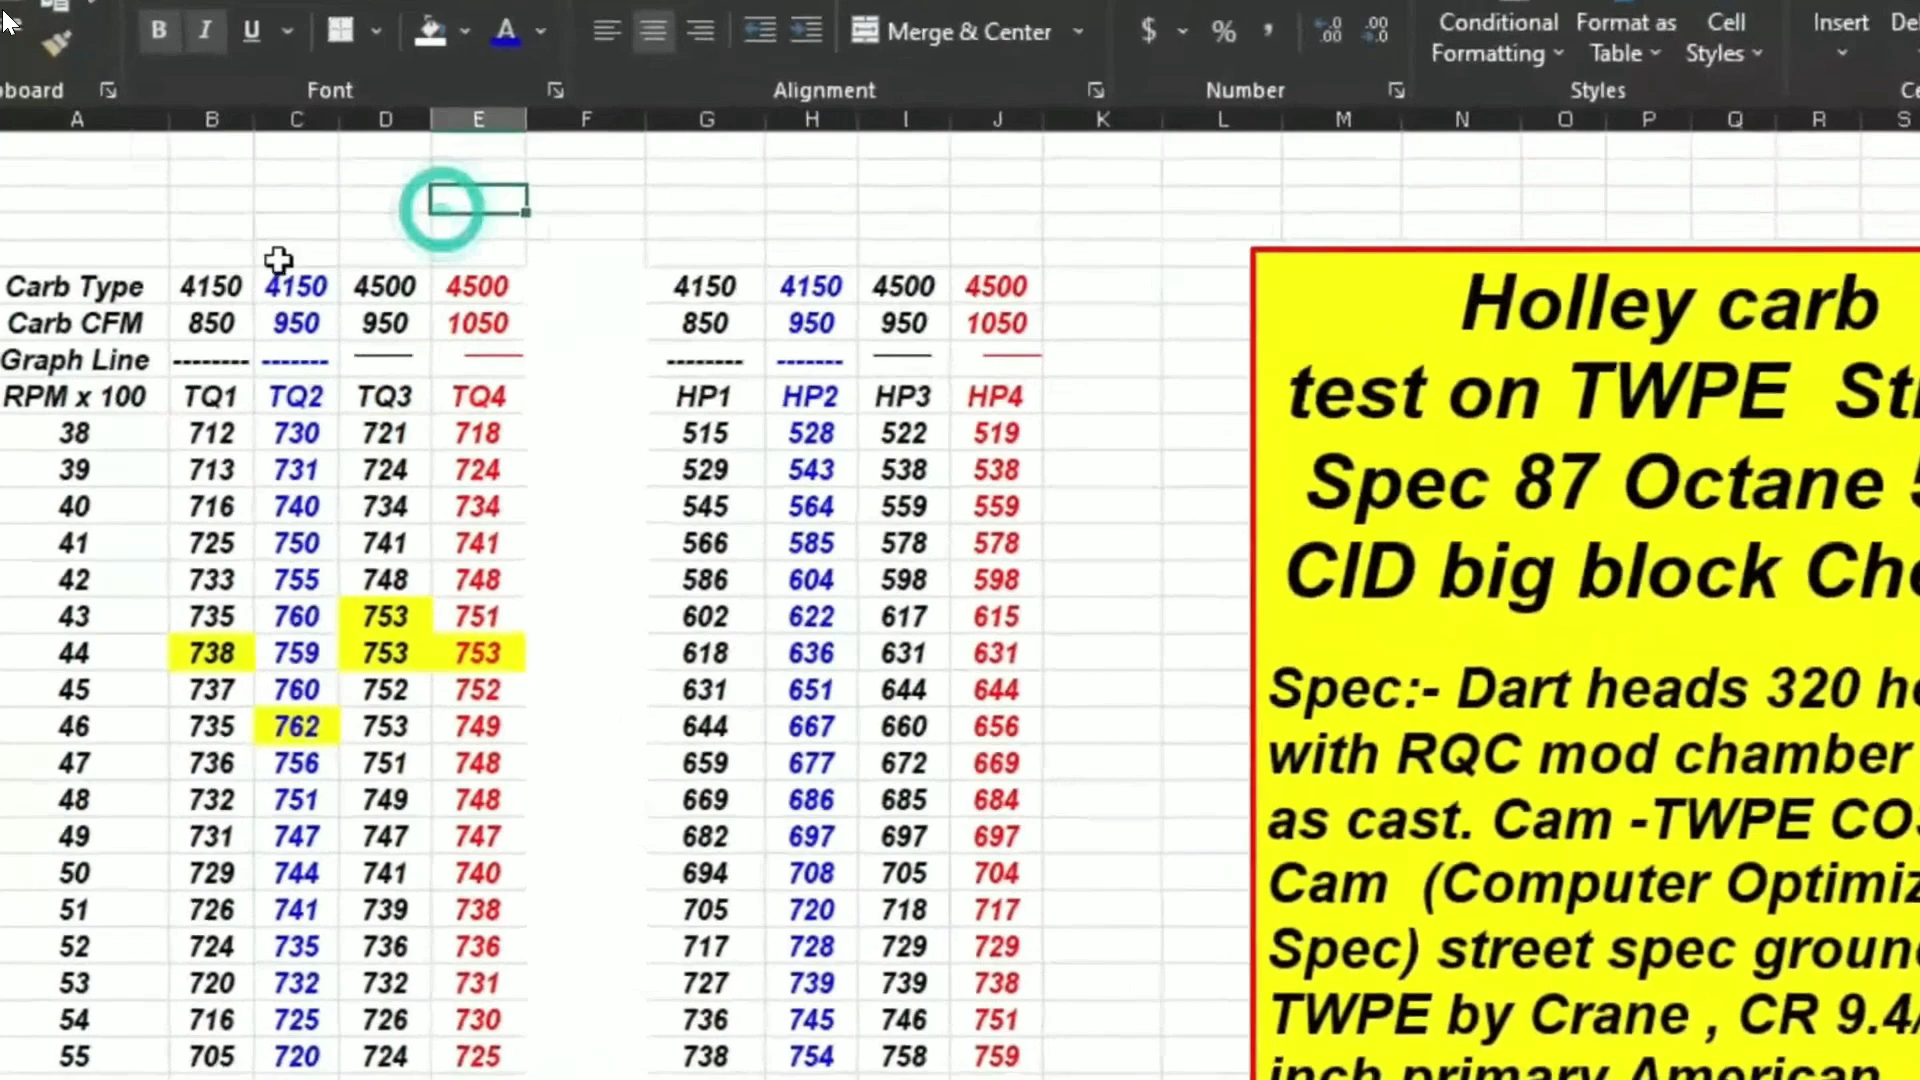 B I U A Merge & Center $ % , Conditional Formatting Format as Table Cell Styles Insert
board Font Alignment Number Styles
A B C D E F G H I J K L M N O P Q R S
Carb Type 4150 4150 4500 4500 4150 4150 4500 4500
Carb CFM 850 950 950 1050 850 950 950 1050
Graph Line -------- ------- -------- -------
RPM x 100 TQ1 TQ2 TQ3 TQ4 HP1 HP2 HP3 HP4
38 712 730 721 718 515 528 522 519
39 713 731 724 724 529 543 538 538
40 716 740 734 734 545 564 559 559
41 725 750 741 741 566 585 578 578
42 733 755 748 748 586 604 598 598
43 735 760 753 751 602 622 617 615
44 738 759 753 753 618 636 631 631
45 737 760 752 752 631 651 644 644
46 735 762 753 749 644 667 660 656
47 736 756 751 748 659 677 672 669
48 732 751 749 748 669 686 685 684
49 731 747 747 747 682 697 697 697
50 729 744 741 740 694 708 705 704
51 726 741 739 738 705 720 718 717
52 724 735 736 736 717 728 729 729
53 720 732 732 731 727 739 739 738
54 716 725 726 730 736 745 746 751
55 705 720 724 725 738 754 758 759
Holley carb
test on TWPE
Spec 87 Octane
CID big block
Spec:- Dart heads 320
with RQC mod chamber
as cast. Cam -TWPE
Cam (Computer
Spec) street spec
TWPE by Crane , CR 9.4/
inch primary American